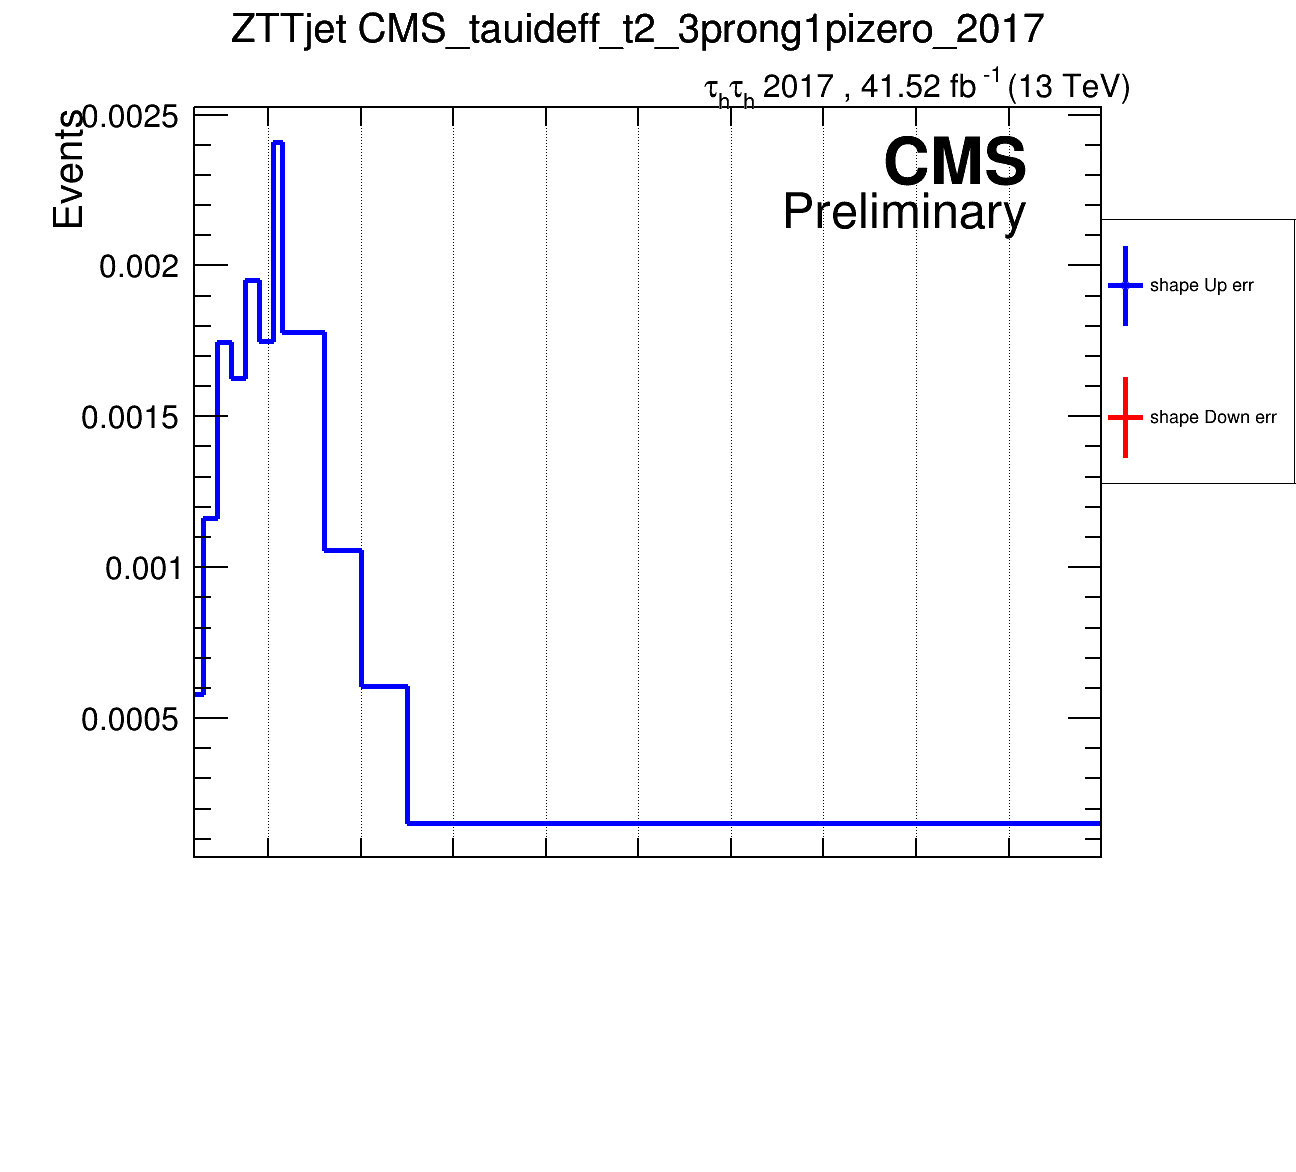 ZTTjet CMS_tauideff_t2_3prong1pizero_2017
τhτh 2017 , 41.52 fb -1 (13 TeV)
Events
0.0025
CMS
Preliminary
0.002
shape Up err
0.0015
shape Down err
0.001
0.0005